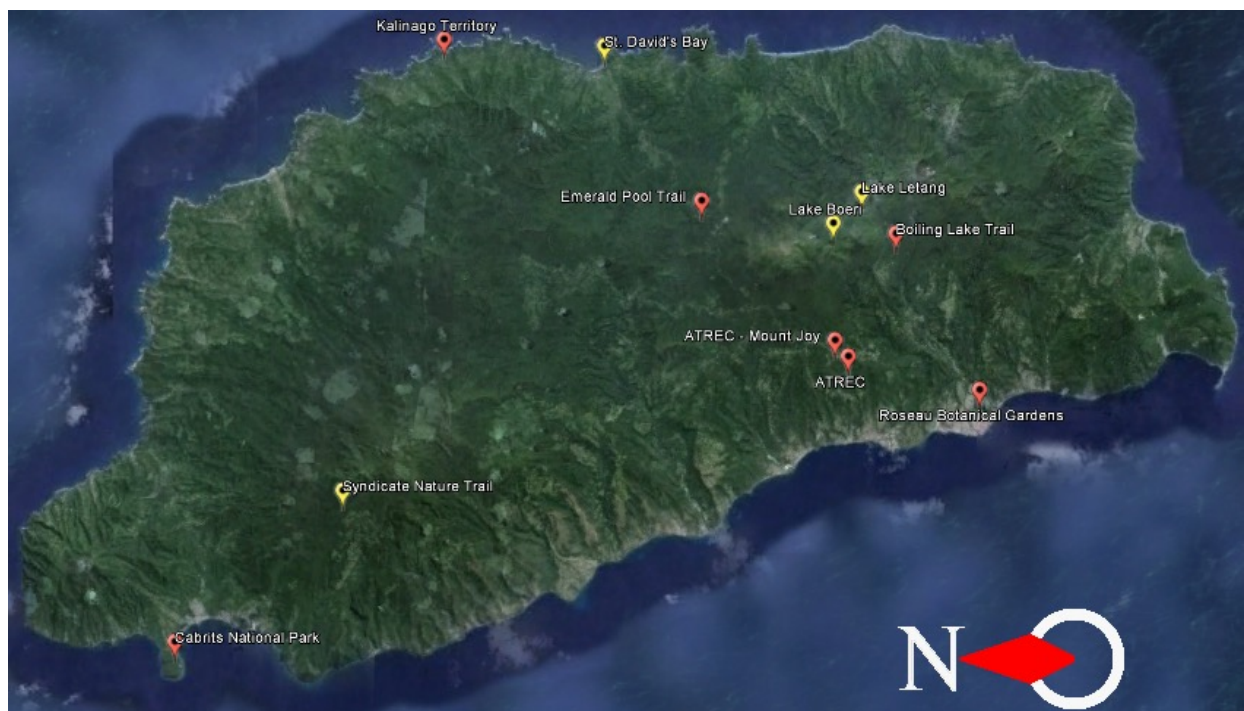 Kalinago Territory
St. David's Bay
Lake Letang
Emerald Pool Trail
Lake Boeri
Boiling Lake Trail
ATREC - Mount Joy
ATREC
Roseau Botanical Gardens
Syndicate Nature Trail
Cabrits National Park
N